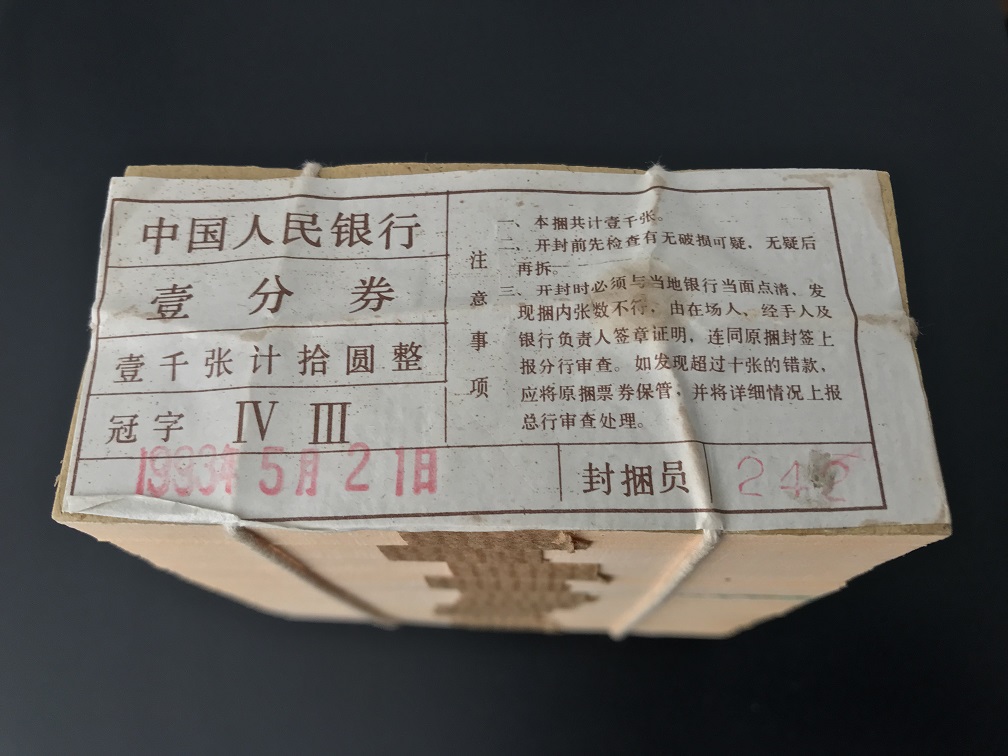 中国人民银行
壹分券
壹千张计拾圆整
冠字 Ⅳ Ⅲ
1993年5月21日
注意事项
一、本捆共计壹千张。
二、开封前先检查有无破损可疑，无疑后
再拆。
三、开封时必须与当地银行当面点清，发
现捆内张数不符，由在场人、经手人及
银行负责人签章证明，连同原捆封签上
报分行审查。如发现超过十张的错款，
应将原捆票券保管，并将详细情况上报
总行审查处理。
封捆员 242